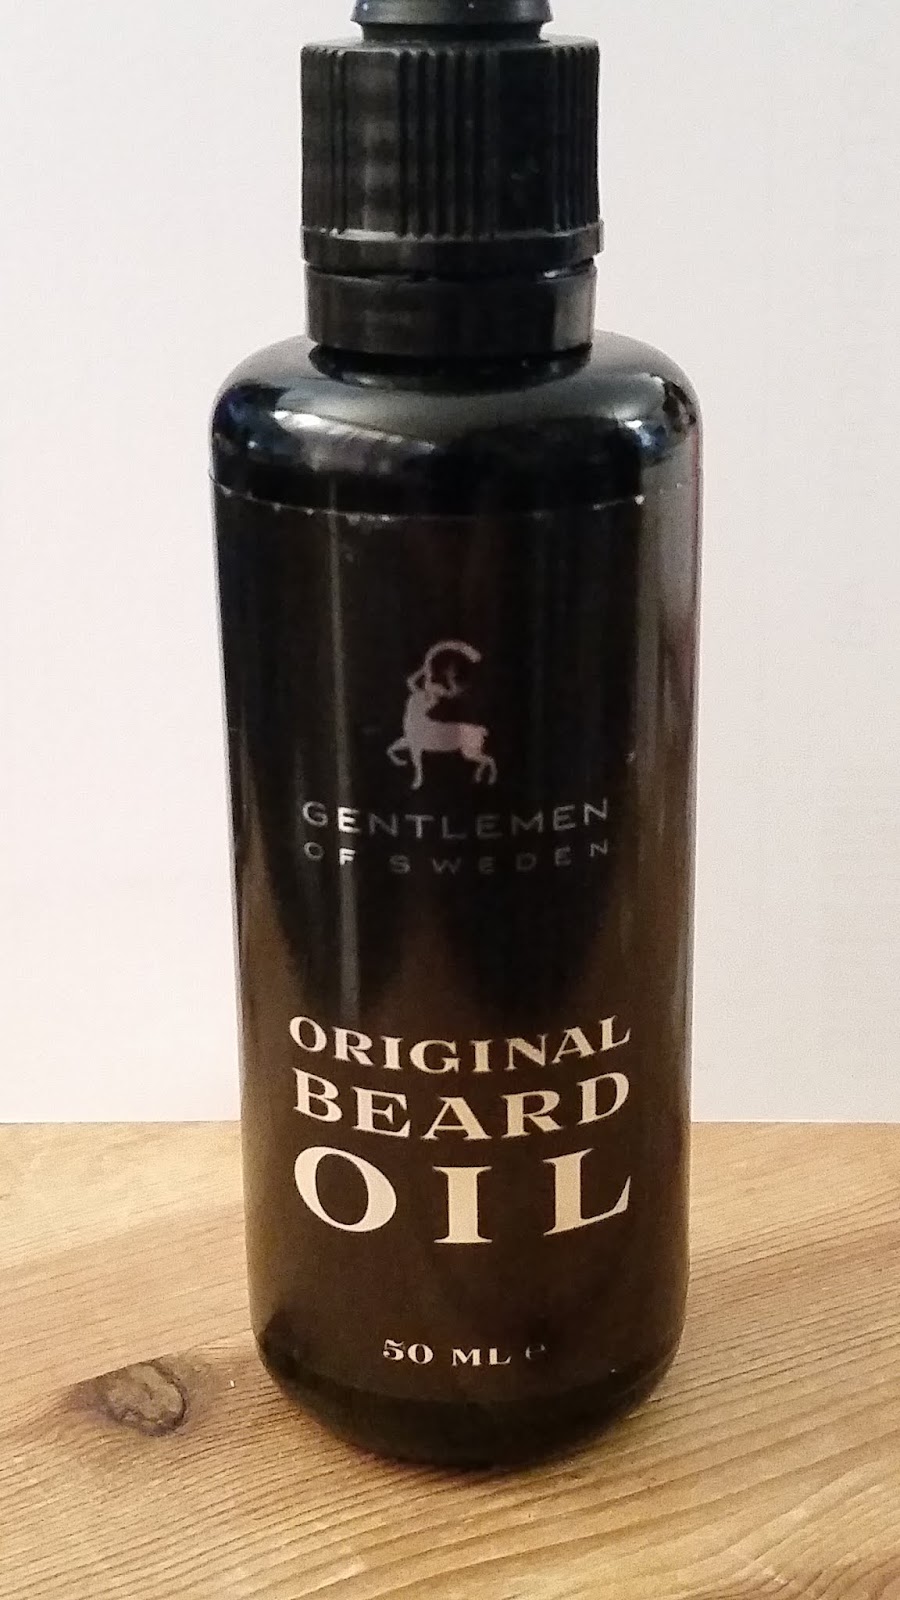 GENTLEMEN
OF SWEDEN
ORIGINAL
BEARD
OIL
50 ML ℮